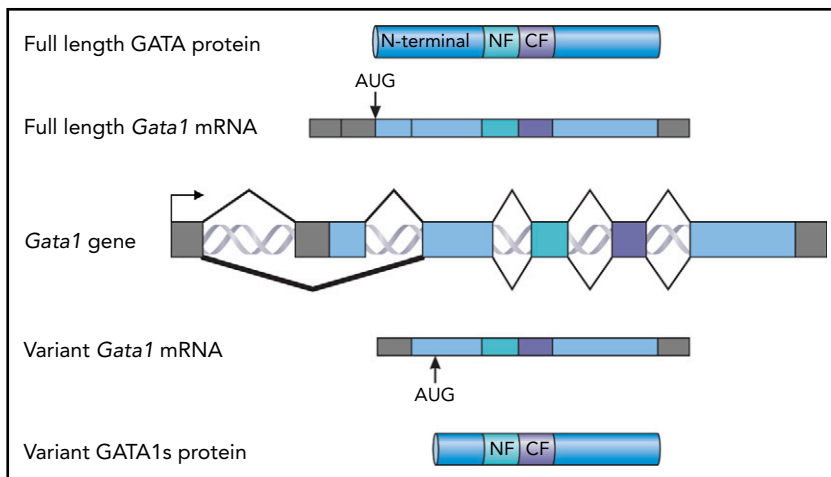 Full length GATA protein
N-terminal NF CF
AUG
Full length Gata1 mRNA
Gata1 gene
Variant Gata1 mRNA
AUG
Variant GATA1s protein
NF CF